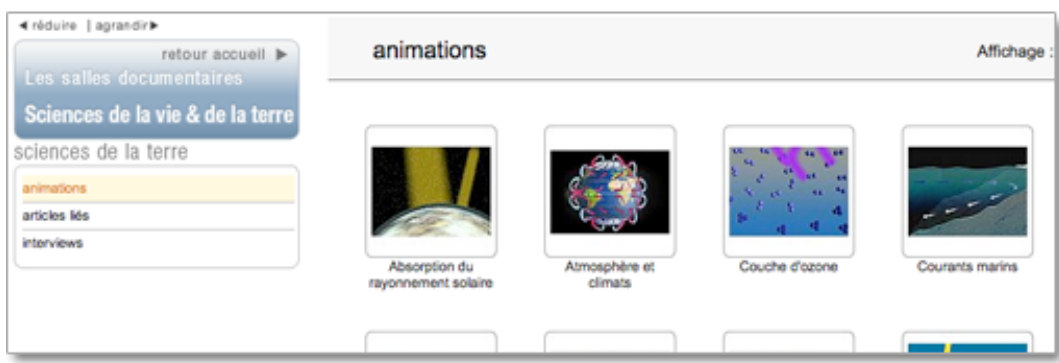 ◀ réduire | agrandir ▶
retour accueil ▶
Les salles documentaires
Sciences de la vie & de la terre
sciences de la terre
animations
articles liés
interviews
animations
Affichage :
Absorption du
rayonnement solaire
Atmosphère et
climats
Couche d'ozone
Courants marins